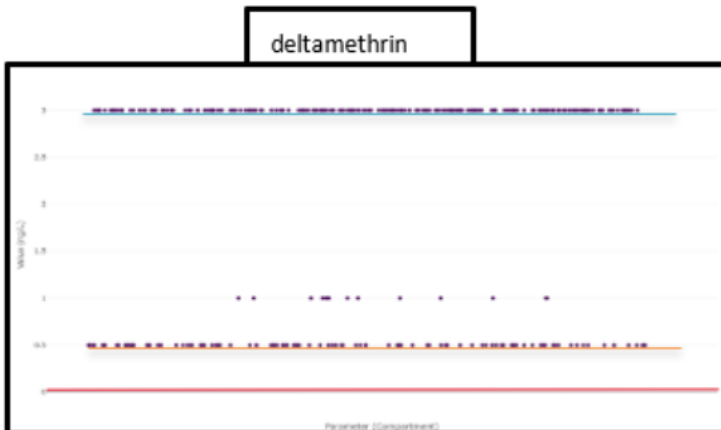 deltamethrin
3
2.5
2
1.5
1
0.5
0
Value (ng/L)
Parameter (Compartment)